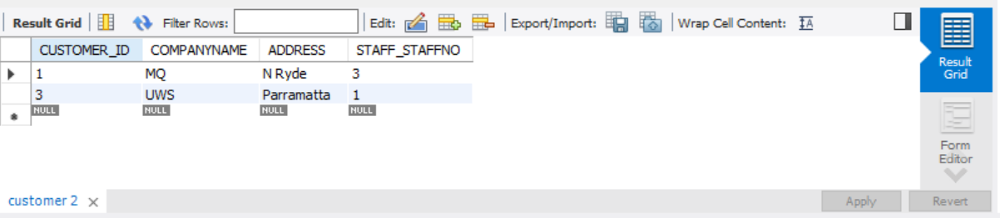 Result Grid Filter Rows: Edit: Export/Import: Wrap Cell Content: IA
CUSTOMER_ID COMPANYNAME ADDRESS STAFF_STAFFNO
1 MQ N Ryde 3
3 UWS Parramatta 1
NULL NULL NULL NULL
Result
Grid
Form
Editor
customer 2 × Apply Revert